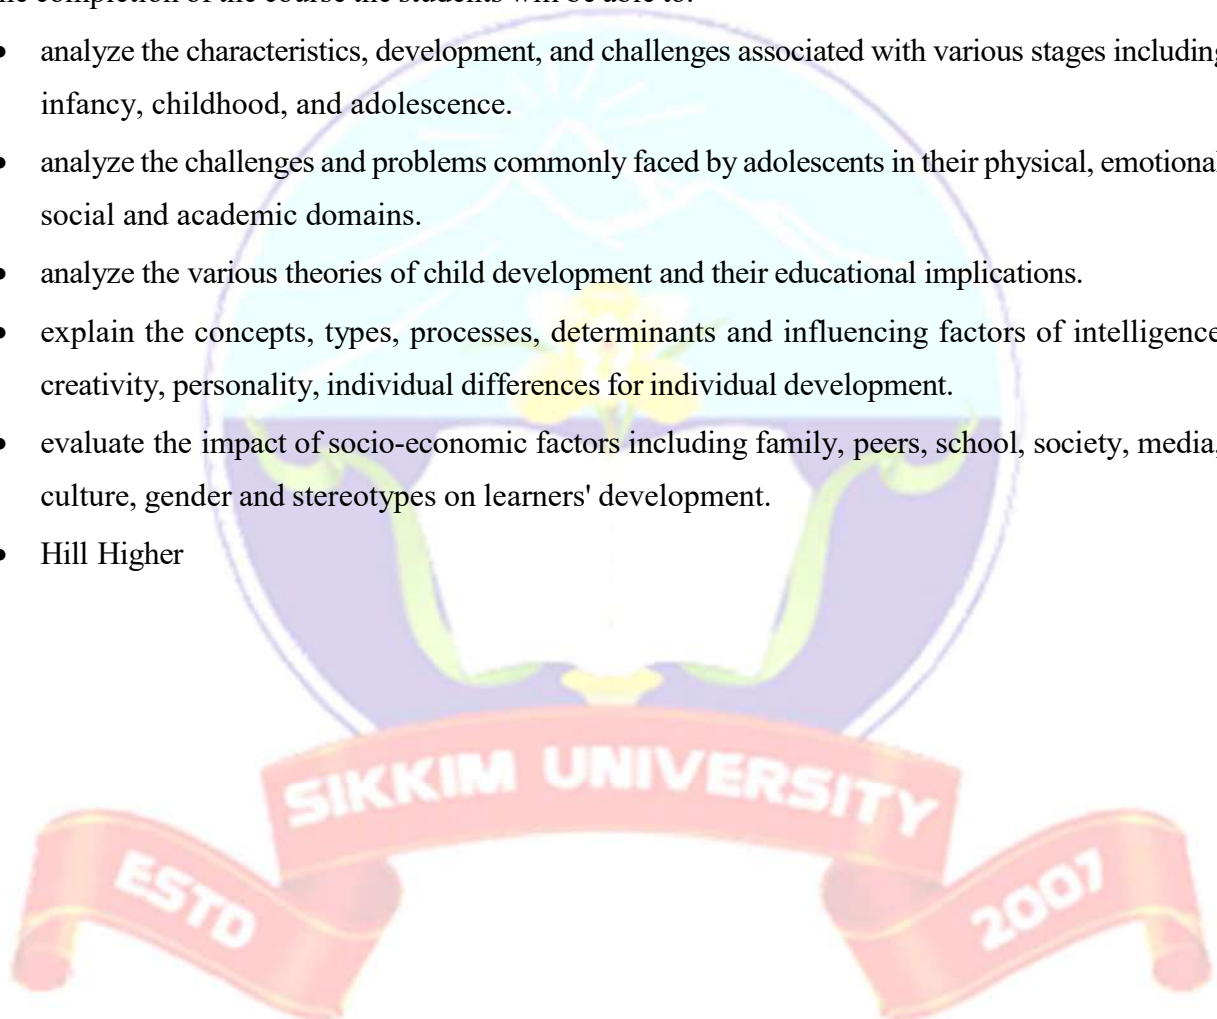 ne completion of the course the students will be able to:
analyze the characteristics, development, and challenges associated with various stages including
infancy, childhood, and adolescence.
analyze the challenges and problems commonly faced by adolescents in their physical, emotional
social and academic domains.
analyze the various theories of child development and their educational implications.
explain the concepts, types, processes, determinants and influencing factors of intelligence
creativity, personality, individual differences for individual development.
evaluate the impact of socio-economic factors including family, peers, school, society, media,
culture, gender and stereotypes on learners' development.
Hill Higher
SIKKIM UNIVERSITY
ESTD 2007